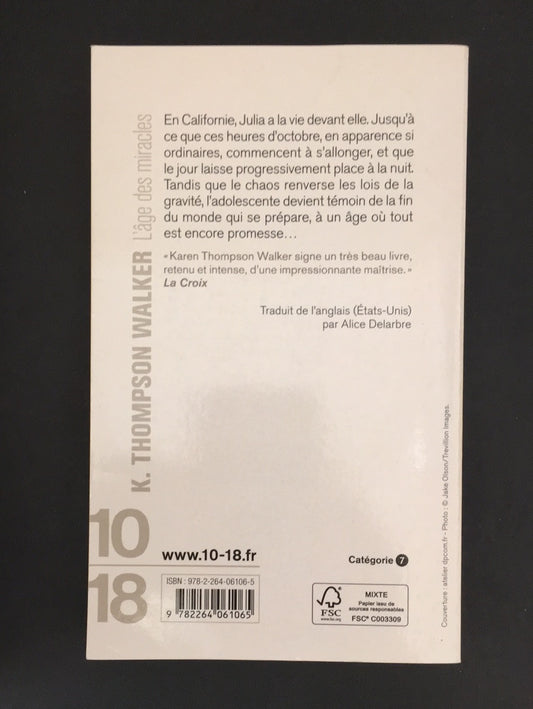 En Californie, Julia a la vie devant elle. Jusqu'à
ce que ces heures d'octobre, en apparence si
ordinaires, commencent à s'allonger, et que
le jour laisse progressivement place à la nuit.
Tandis que le chaos renverse les lois de la
gravité, l'adolescente devient témoin de la fin
du monde qui se prépare, à un âge où tout
est encore promesse…
« Karen Thompson Walker signe un très beau livre,
retenu et intense, d'une impressionnante maîtrise. »
La Croix
Traduit de l'anglais (États-Unis)
par Alice Delarbre
K. THOMPSON WALKER L'âge des miracles
10
18
www.10-18.fr
Catégorie 7
ISBN : 978-2-264-06106-5
9 782264 061065
FSC
www.fsc.org
MIXTE
Papier issu de
sources responsables
FSC® C003309
Couverture : atelier dpcom.fr - Photo : © Jake Olson/Trevillion Images.